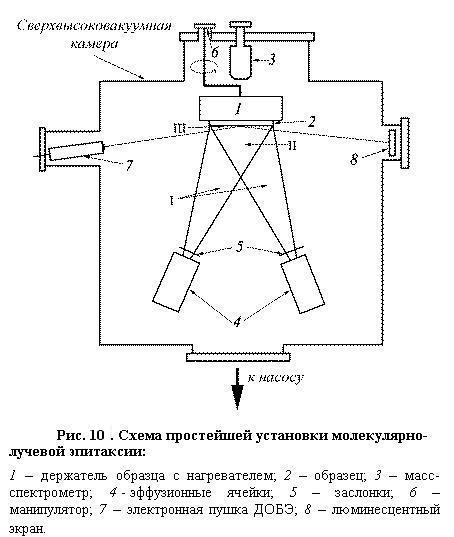 Сверхвысоковакуумная
камера
6
3
1
2
III
II
7
8
I
5
4
к насосу
Рис. 10 . Схема простейшей установки молекулярно-
лучевой эпитаксии:
1 – держатель образца с нагревателем; 2 – образец; 3 – масс-
спектрометр; 4 - эффузионные ячейки; 5 – заслонки; 6 –
манипулятор; 7 – электронная пушка ДОБЭ; 8 – люминесцентный
экран.